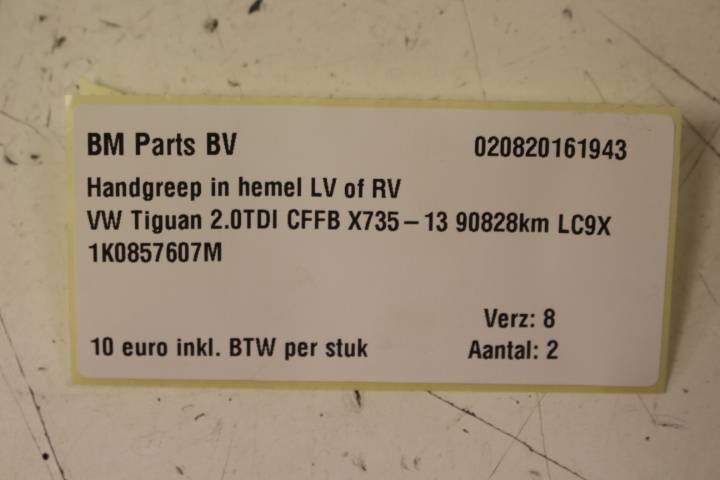 BM Parts BV 020820161943
Handgreep in hemel LV of RV
VW Tiguan 2.0TDI CFFB X735-13 90828km LC9X
1K0857607M
Verz: 8
10 euro inkl. BTW per stuk Aantal: 2